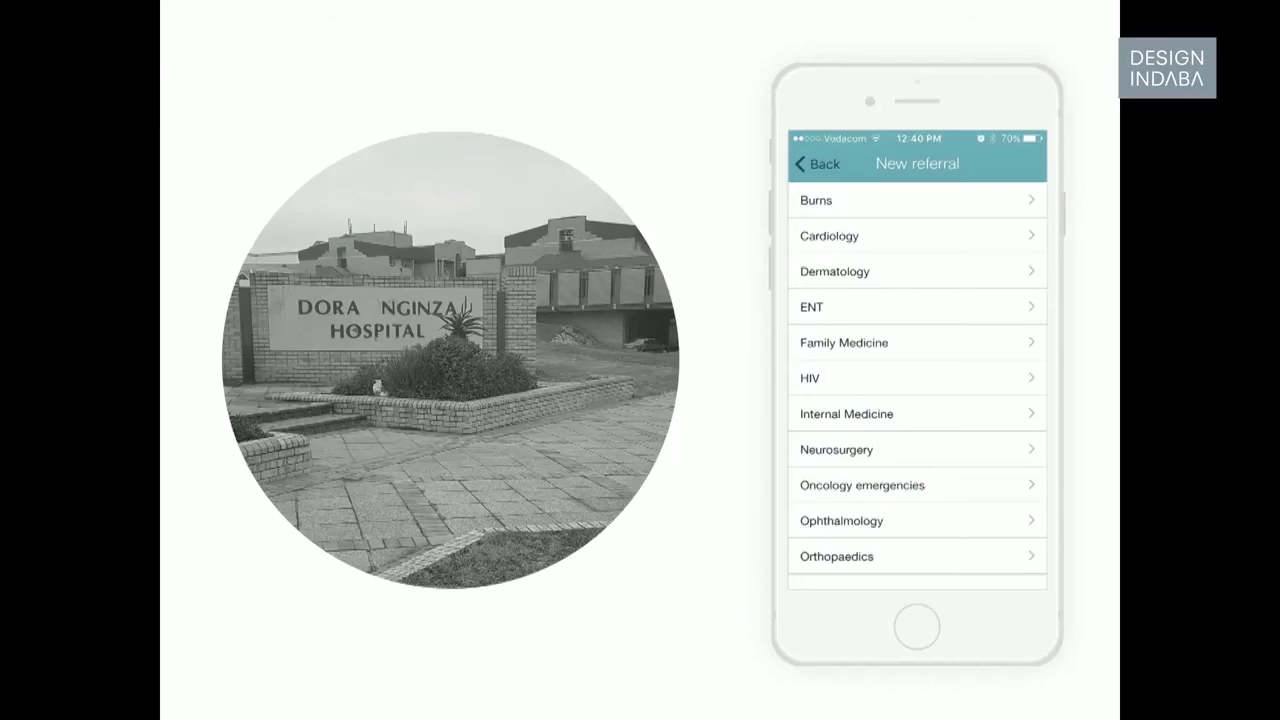 DESIGN
INDABA
DORA NGINZA
HOSPITAL
Vodacom 12:40 PM 70%
Back New referral
Burns
Cardiology
Dermatology
ENT
Family Medicine
HIV
Internal Medicine
Neurosurgery
Oncology emergencies
Ophthalmology
Orthopaedics